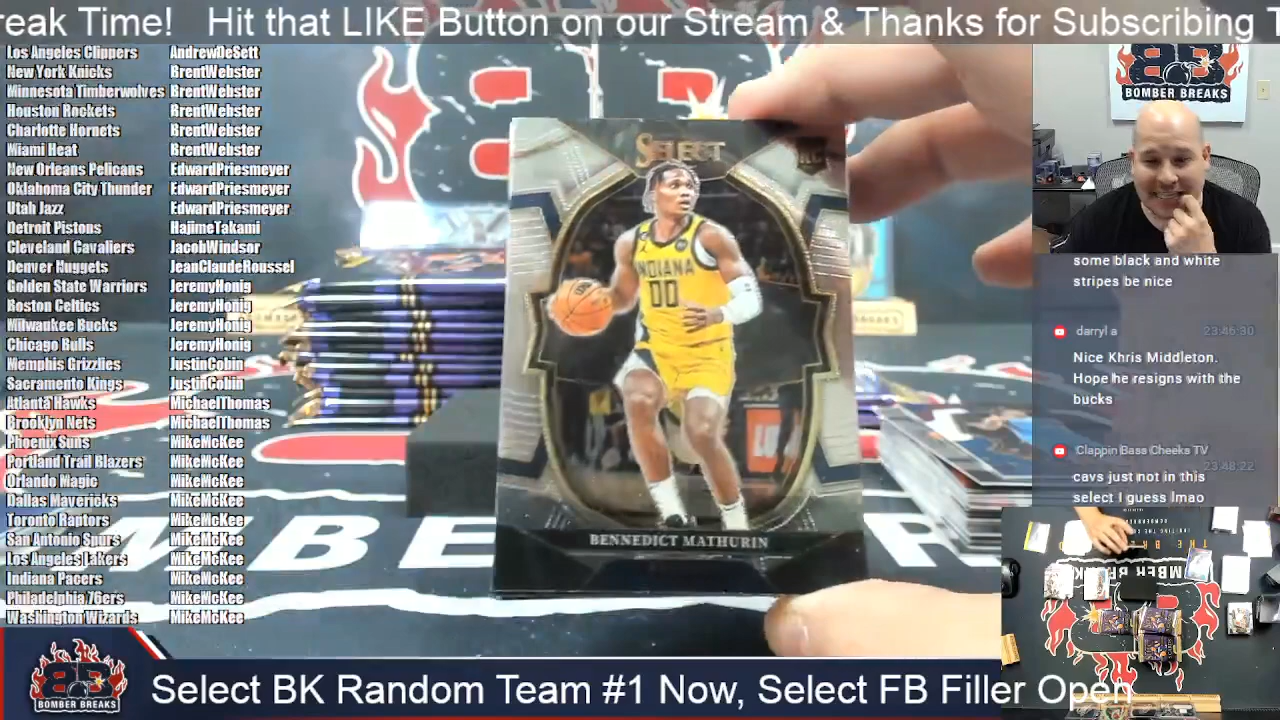 reak Time! Hit that LIKE Button on our Stream & Thanks for Subscribing T
Los Angeles Clippers AndrewDeSett
New York Knicks BrentWebster
Minnesota Timberwolves BrentWebster
Houston Rockets BrentWebster
Charlotte Hornets BrentWebster
Miami Heat BrentWebster
New Orleans Pelicans EdwardPriesmeyer
Oklahoma City Thunder EdwardPriesmeyer
Utah Jazz EdwardPriesmeyer
Detroit Pistons HajimeTakami
Cleveland Cavaliers JacobWindsor
Denver Nuggets JeanClaudeRoussel
Golden State Warriors JeremyHonig
Boston Celtics JeremyHonig
Milwaukee Bucks JeremyHonig
Chicago Bulls JeremyHonig
Memphis Grizzlies JustinCobin
Sacramento Kings JustinCobin
Atlanta Hawks MichaelThomas
Brooklyn Nets MichaelThomas
Phoenix Suns MikeMcKee
Portland Trail Blazers MikeMcKee
Orlando Magic MikeMcKee
Dallas Mavericks MikeMcKee
Toronto Raptors MikeMcKee
San Antonio Spurs MikeMcKee
Los Angeles Lakers MikeMcKee
Indiana Pacers MikeMcKee
Philadelphia 76ers MikeMcKee
Washington Wizards MikeMcKee
SELECT
RC
INDIANA
00
BENNEDICT MATHURIN
BOMBER BREAKS
some black and white
stripes be nice
darryl a 23:46:30
Nice Khris Middleton.
Hope he resigns with the
bucks
Clappin Bass Cheeks TV
23:48:22
cavs just not in this
select I guess lmao
BOMBER BREAKS
Select BK Random Team #1 Now, Select FB Filler Open